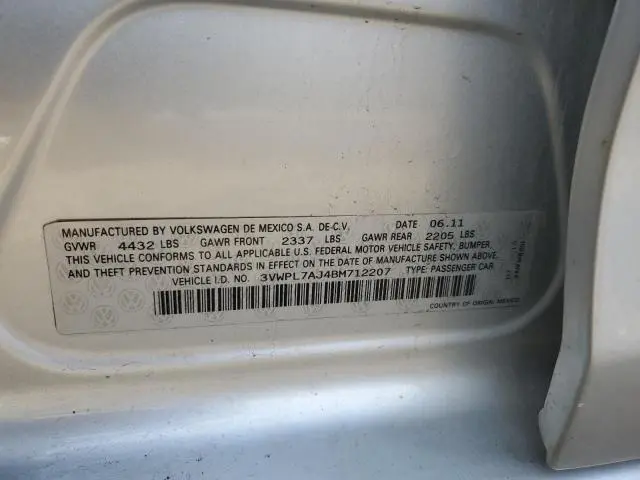 MANUFACTURED BY VOLKSWAGEN DE MEXICO S.A. DE C.V. DATE 06.11
GVWR 4432 LBS GAWR FRONT 2337 LBS GAWR REAR 2205 LBS
THIS VEHICLE CONFORMS TO ALL APPLICABLE U.S. FEDERAL MOTOR VEHICLE SAFETY, BUMPER,
AND THEFT PREVENTION STANDARDS IN EFFECT ON THE DATE OF MANUFACTURE SHOWN ABOVE.
VEHICLE I.D. NO. 3VWPL7AJ4BM712207 TYPE: PASSENGER CAR
COUNTRY OF ORIGIN: MEXICO